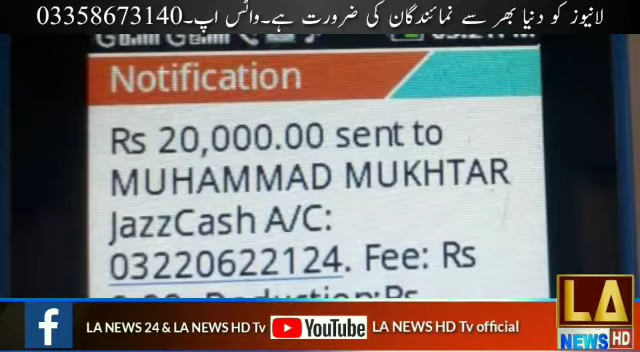 لانیوز کو دنیا بھر سے نمائندگان کی ضرورت ہے۔واٹس اپ۔03358673140
Notification
Rs 20,000.00 sent to
MUHAMMAD MUKHTAR
JazzCash A/C:
03220622124. Fee: Rs
LA NEWS 24 & LA NEWS HD Tv YouTube LA NEWS HD Tv official
LA
NEWS HD